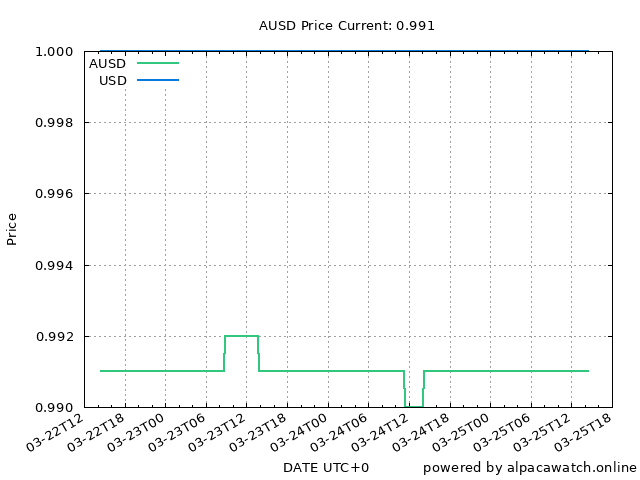 AUSD Price Current: 0.991
1.000
AUSD
USD
0.998
0.996
Price
0.994
0.992
0.990
03-22T12 03-22T18 03-23T00 03-23T06 03-23T12 03-23T18 03-24T00 03-24T06 03-24T12 03-24T18 03-25T00 03-25T06 03-25T12 03-25T18
DATE UTC+0 powered by alpacawatch.online